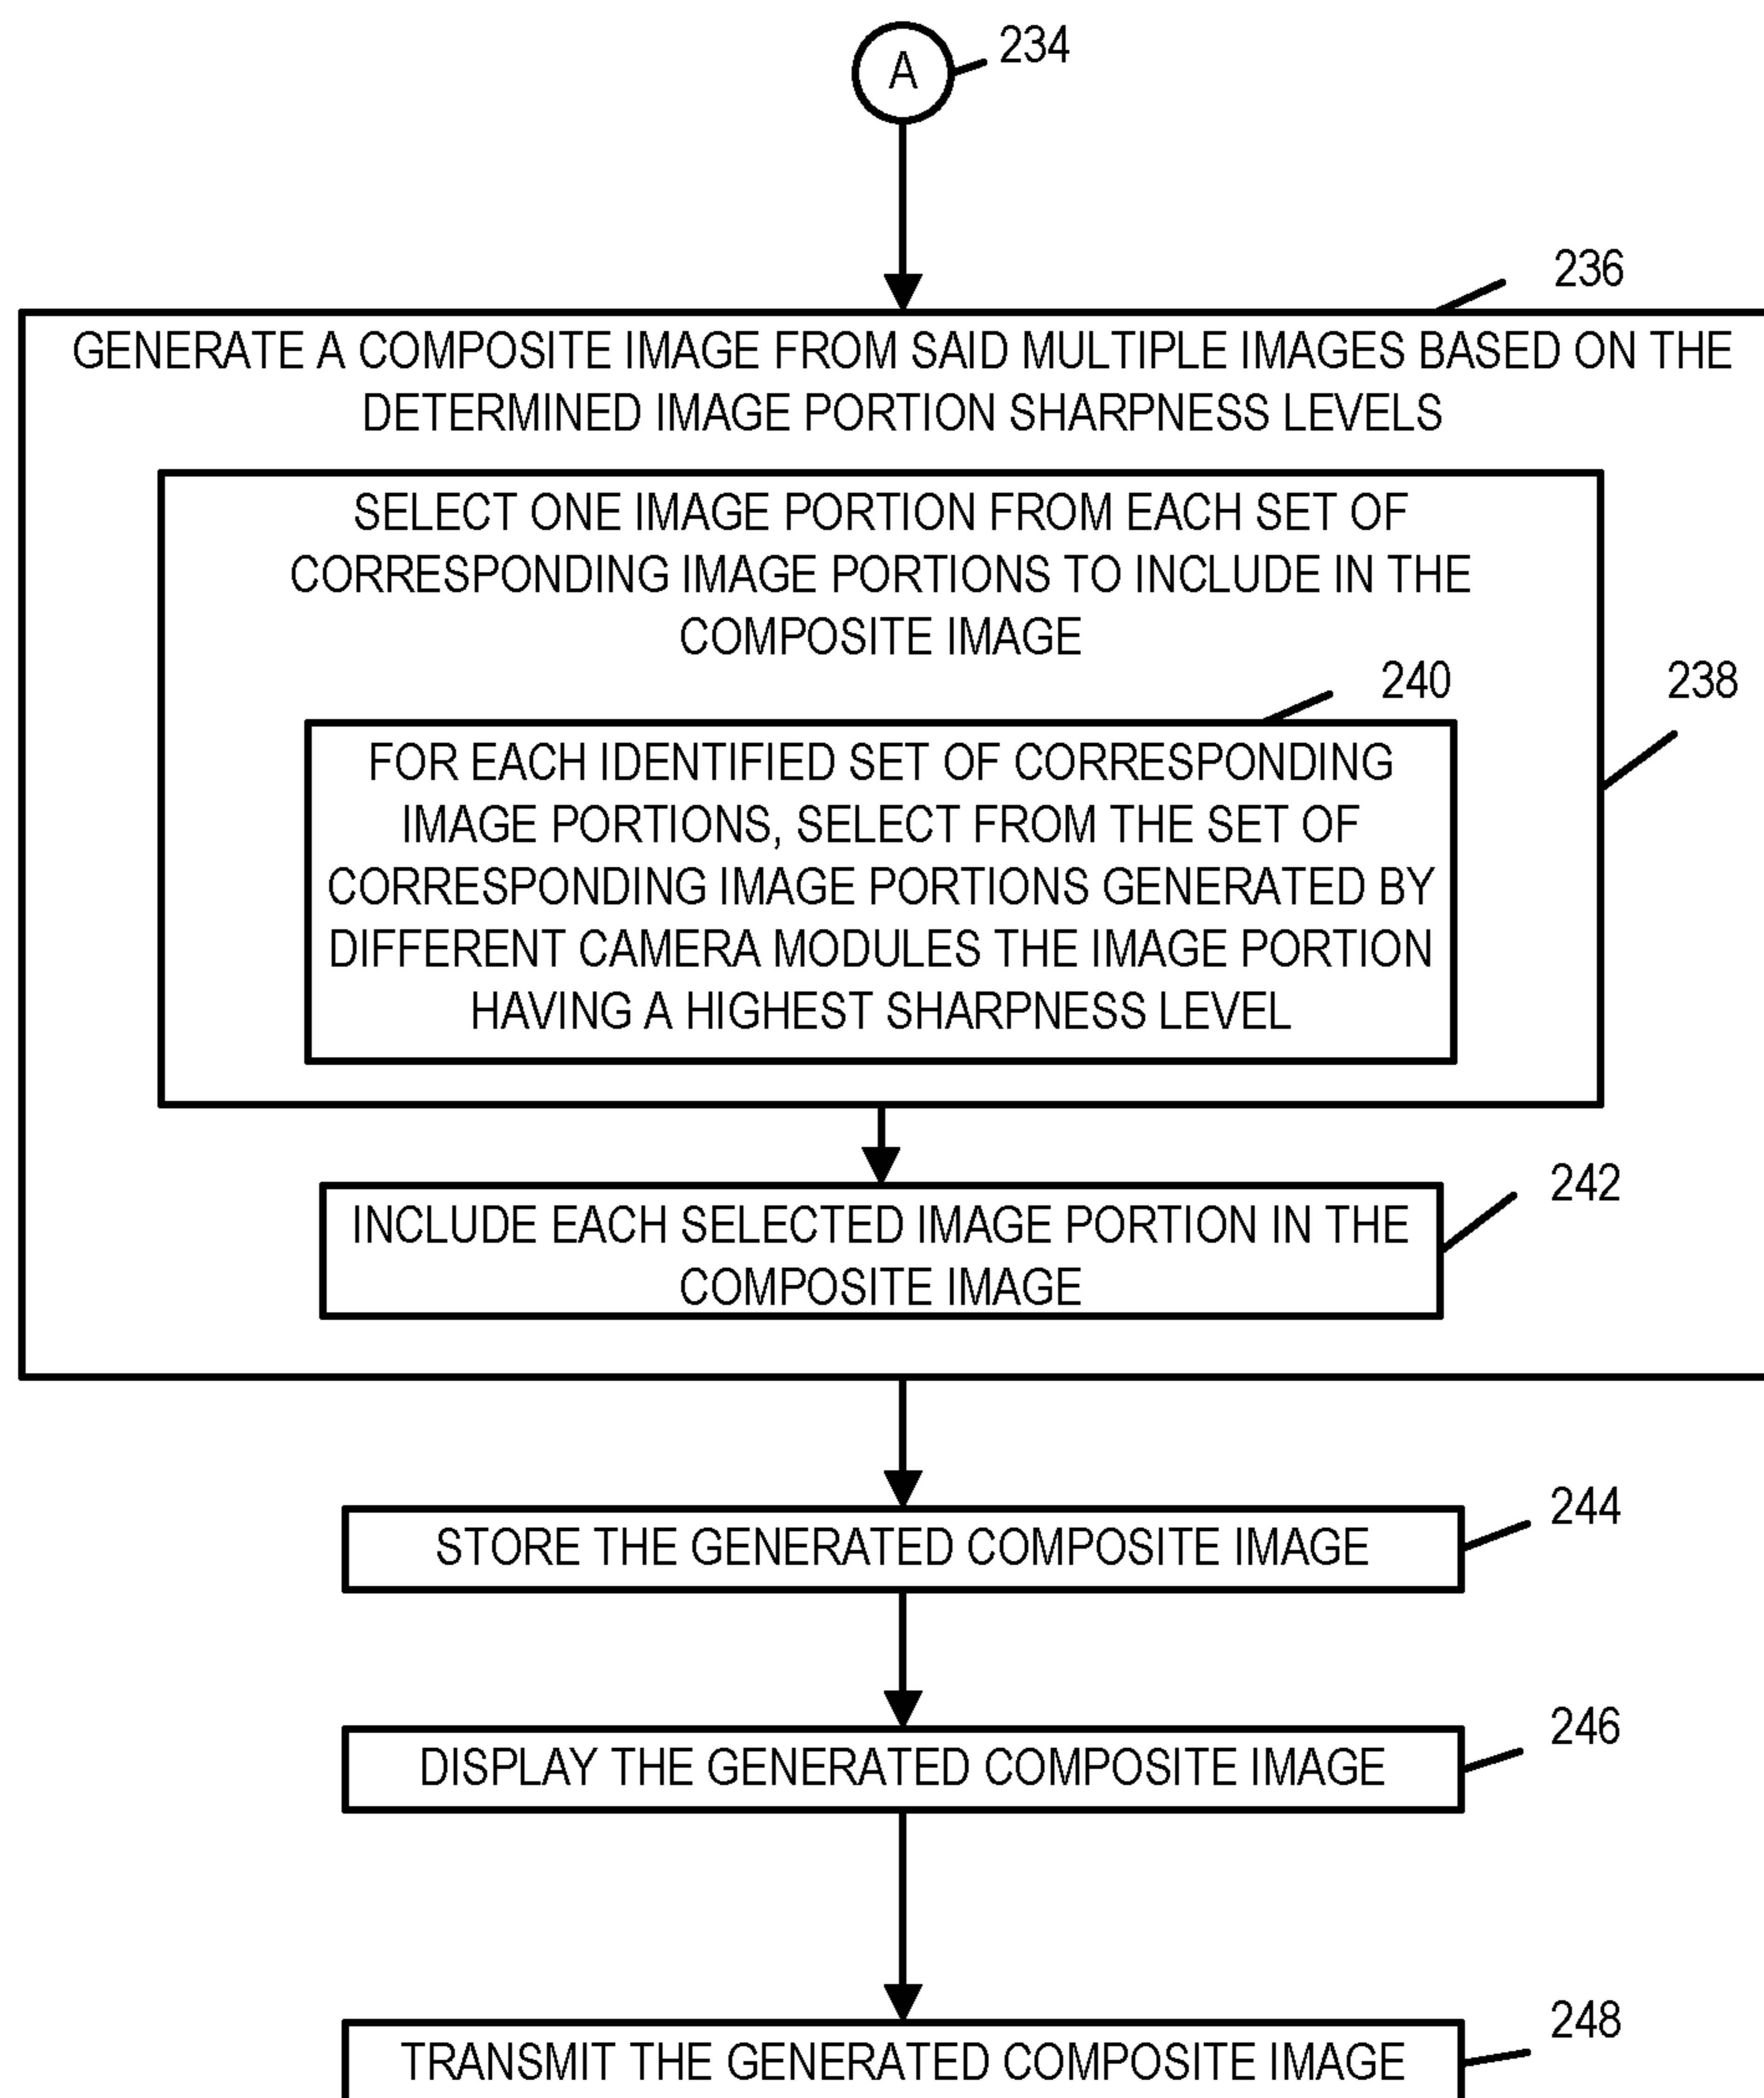 A
234
236
GENERATE A COMPOSITE IMAGE FROM SAID MULTIPLE IMAGES BASED ON THE
DETERMINED IMAGE PORTION SHARPNESS LEVELS
SELECT ONE IMAGE PORTION FROM EACH SET OF
CORRESPONDING IMAGE PORTIONS TO INCLUDE IN THE
COMPOSITE IMAGE
240
238
FOR EACH IDENTIFIED SET OF CORRESPONDING
IMAGE PORTIONS, SELECT FROM THE SET OF
CORRESPONDING IMAGE PORTIONS GENERATED BY
DIFFERENT CAMERA MODULES THE IMAGE PORTION
HAVING A HIGHEST SHARPNESS LEVEL
242
INCLUDE EACH SELECTED IMAGE PORTION IN THE
COMPOSITE IMAGE
244
STORE THE GENERATED COMPOSITE IMAGE
246
DISPLAY THE GENERATED COMPOSITE IMAGE
248
TRANSMIT THE GENERATED COMPOSITE IMAGE